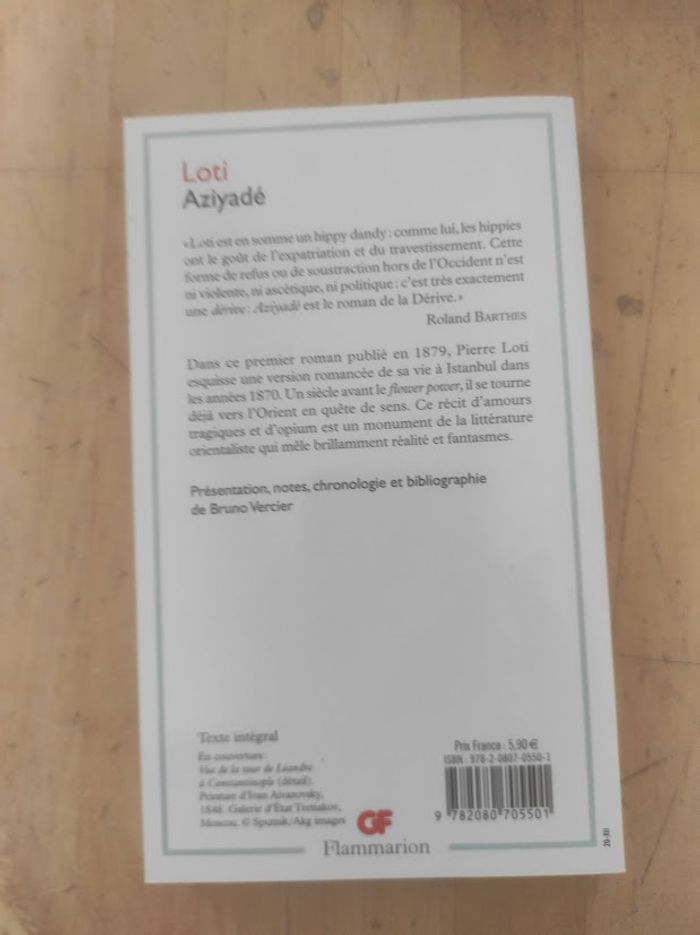 Loti
Aziyadé
«Loti est en somme un hippy dandy : comme lui, les hippies
ont le goût de l'expatriation et du travestissement. Cette
forme de refus ou de soustraction hors de l'Occident n'est
ni violente, ni ascétique, ni politique : c'est très exactement
une dérive : Aziyadé est le roman de la Dérive.»
Roland BARTHES
Dans ce premier roman publié en 1879, Pierre Loti
esquisse une version romancée de sa vie à Istanbul dans
les années 1870. Un siècle avant le flower power, il se tourne
déjà vers l'Orient en quête de sens. Ce récit d'amours
tragiques et d'opium est un monument de la littérature
orientaliste qui mêle brillamment réalité et fantasmes.
Présentation, notes, chronologie et bibliographie
de Bruno Vercier
Texte intégral
En couverture :
Vue de la tour de Léandre
à Constantinople (détail).
Peinture d'Ivan Aïvazovsky,
1848. Galerie d'État Tretiakov,
Moscou. © Sputnik/Akg images
GF
Flammarion
Prix France : 5,90 €
ISBN : 978-2-0807-0550-1
9 782080 705501
20-XII